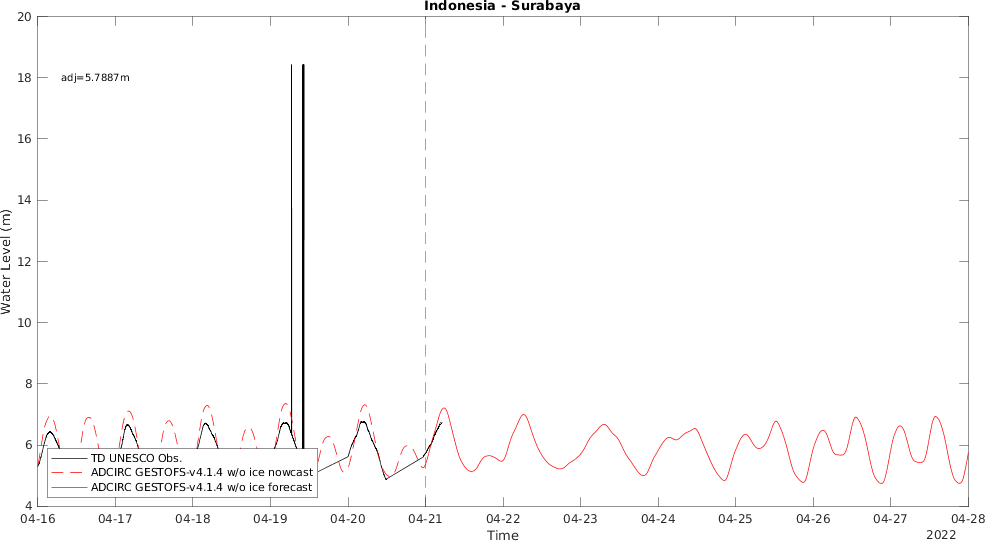 Indonesia - Surabaya
20
18
16
14
12
10
8
6
4
Water Level (m)
adj=5.7887m
TD UNESCO Obs.
ADCIRC GESTOFS-v4.1.4 w/o ice nowcast
ADCIRC GESTOFS-v4.1.4 w/o ice forecast
04-16 04-17 04-18 04-19 04-20 04-21 04-22 04-23 04-24 04-25 04-26 04-27 04-28
Time
2022